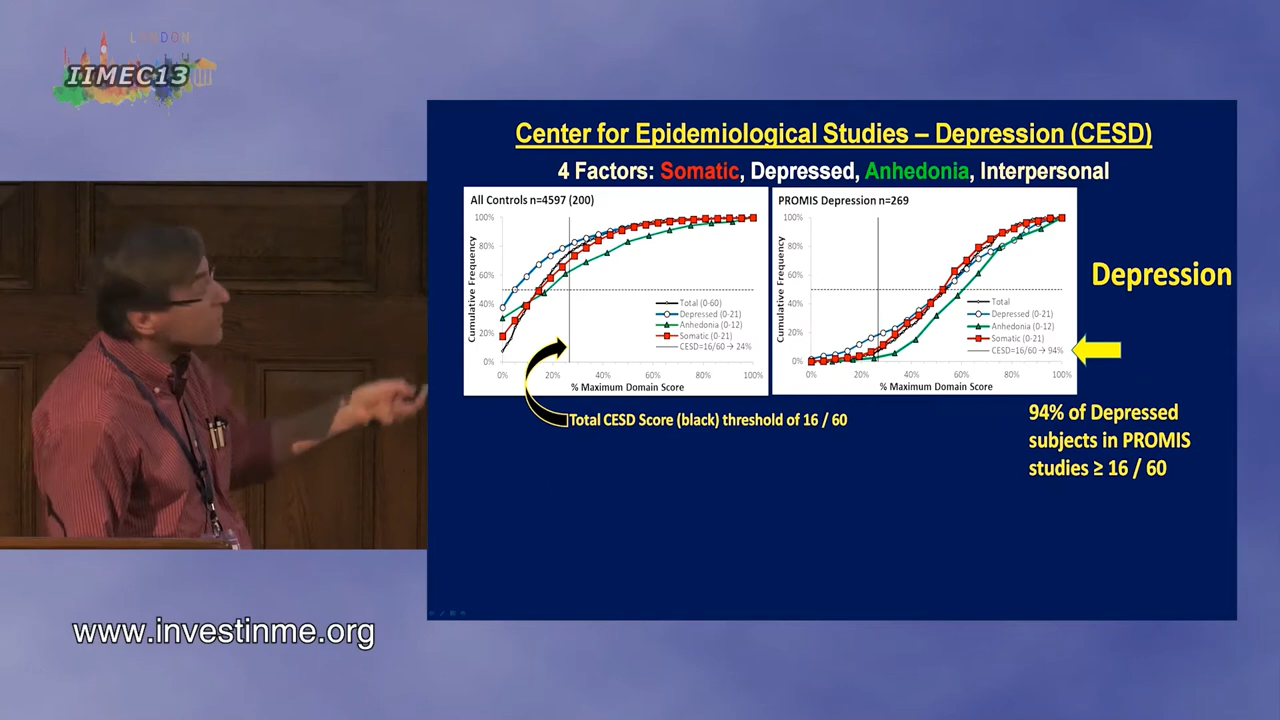 LONDON
IIMEC13
Center for Epidemiological Studies – Depression (CESD)
4 Factors: Somatic, Depressed, Anhedonia, Interpersonal
All Controls n=4597 (200)
100%
80%
60%
40%
20%
0%
Cumulative Frequency
Total (0-60)
Depressed (0-21)
Anhedonia (0-12)
Somatic (0-21)
CESD=16/60 → 24%
0% 20% 40% 60% 80% 100%
% Maximum Domain Score
PROMIS Depression n=269
100%
80%
60%
40%
20%
0%
Cumulative Frequency
Total
Depressed (0-21)
Anhedonia (0-12)
Somatic (0-21)
CESD=16/60 → 94%
0% 20% 40% 60% 80% 100%
% Maximum Domain Score
Depression
Total CESD Score (black) threshold of 16 / 60
94% of Depressed
subjects in PROMIS
studies ≥ 16 / 60
www.investinme.org